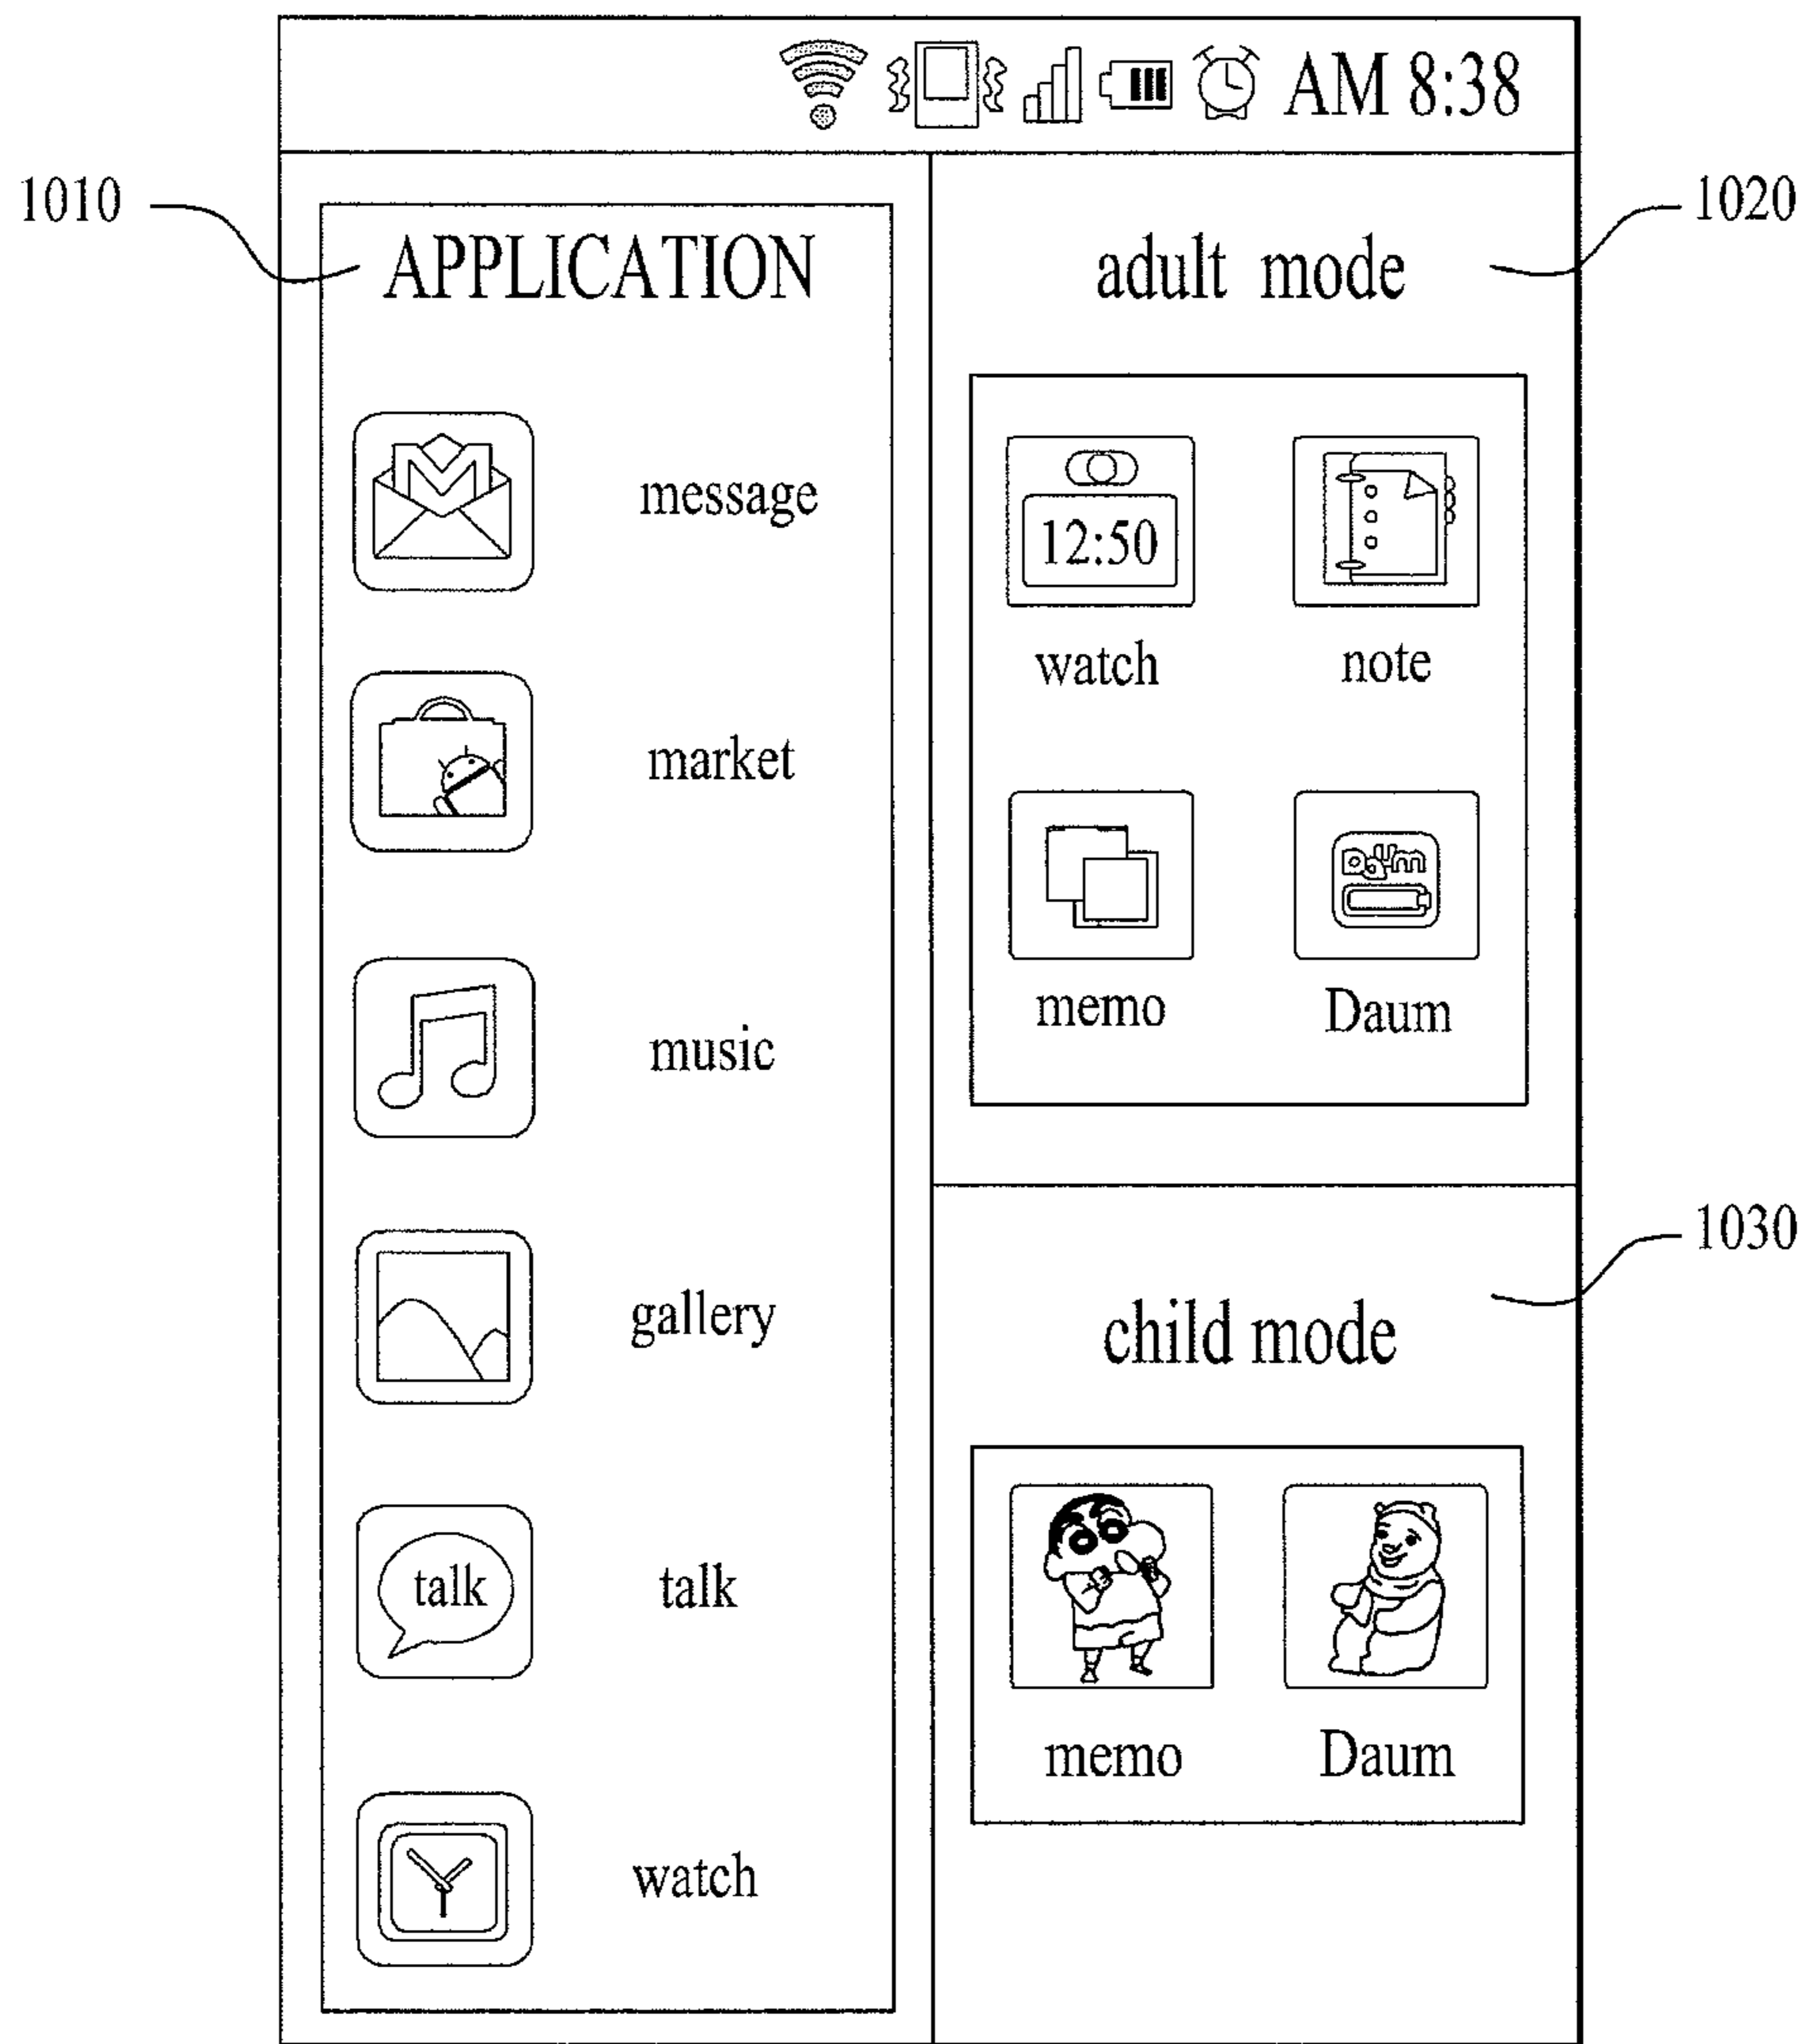 AM 8:38
1010
APPLICATION
message
market
music
gallery
talk
talk
watch
1020
adult mode
12:50
watch
note
memo
Daum
Daum
1030
child mode
memo
Daum